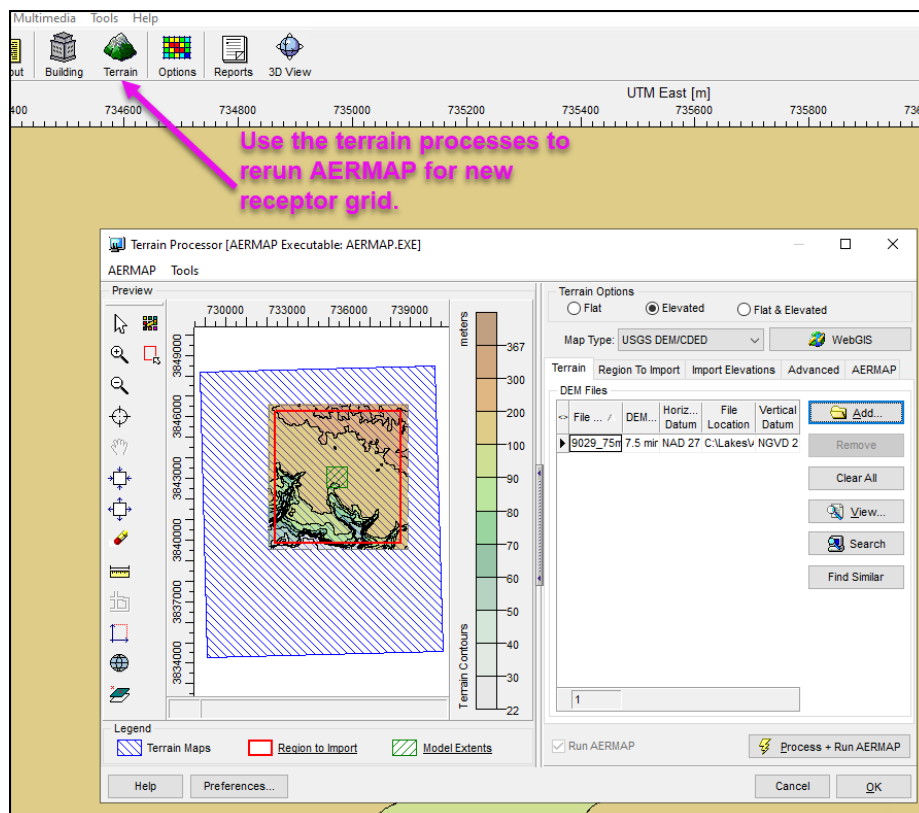 Multimedia Tools Help
out Building Terrain Options Reports 3D View
UTM East [m]
400 734600 734800 735000 735200 735400 735600 735800 736
Use the terrain processes to
rerun AERMAP for new
receptor grid.
Terrain Processor [AERMAP Executable: AERMAP.EXE]
AERMAP Tools
Preview
730000 733000 736000 739000
3849000
3846000
3843000
3840000
3837000
3834000
meters
367
300
200
100
90
80
70
60
50
40
30
22
Terrain Contours
Legend
Terrain Maps Region to Import Model Extents
Terrain Options
Flat Elevated Flat & Elevated
Map Type: USGS DEM/CDED WebGIS
Terrain Region To Import Import Elevations Advanced AERMAP
DEM Files
<> File ... / DEM... Horiz... Datum File Location Vertical Datum
9029_75m 7.5 mir NAD 27 C:\Lakes\ NGVD 2
Add...
Remove
Clear All
View...
Search
Find Similar
1
Run AERMAP Process + Run AERMAP
Help Preferences... Cancel OK